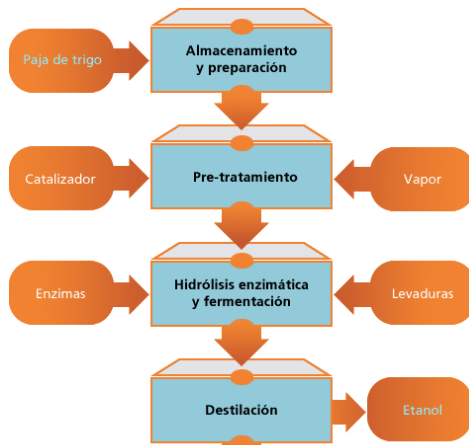 Paja de trigo
Almacenamiento
y preparación
Catalizador
Pre-tratamiento
Vapor
Enzimas
Hidrólisis enzimática
y fermentación
Levaduras
Destilación
Etanol